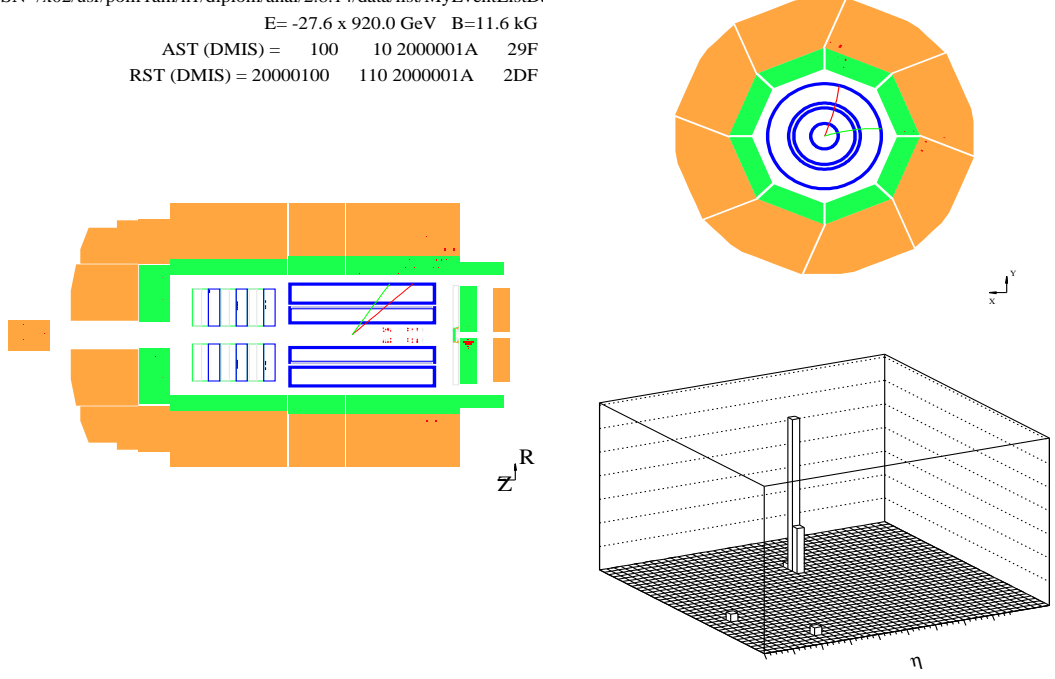 E= -27.6 x 920.0 GeV B=11.6 kG
AST (DMIS) = 100 10 2000001A 29F
RST (DMIS) = 20000100 110 2000001A 2DF
Y
X
R
Z
η